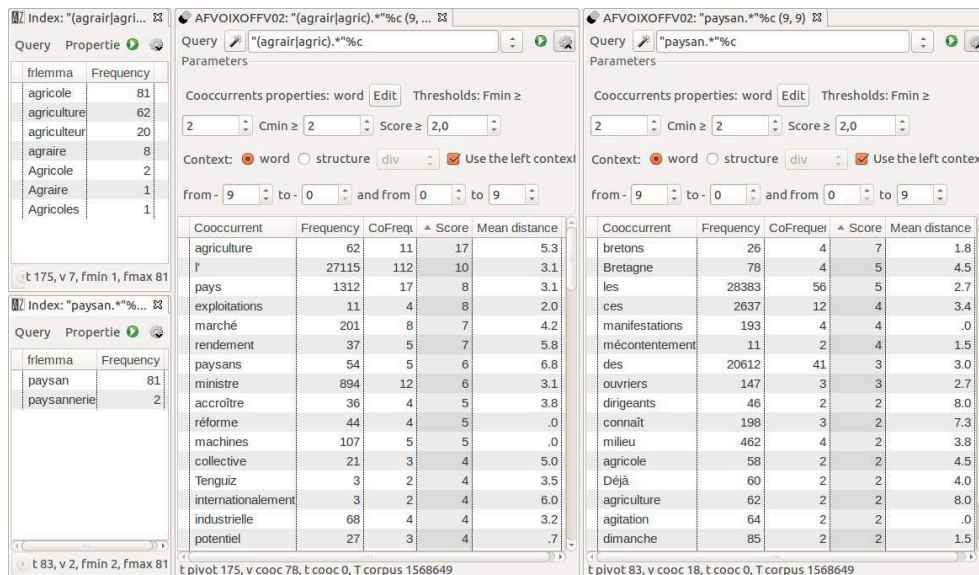 Index: "(agrair|agri...
Query Propertie
frlemma Frequency
agricole 81
agriculture 62
agriculteur 20
agraire 8
Agricole 2
Agraire 1
Agricoles 1
t 175, v 7, fmin 1, fmax 81
Index: "paysan.*"%...
Query Propertie
frlemma Frequency
paysan 81
paysannerie 2
t 83, v 2, fmin 2, fmax 81
AFVOIXOFFV02: "(agrair|agric).*"%c (9, ...
Query "(agrair|agric).*"%c
Parameters
Cooccurrents properties: word Edit Thresholds: Fmin ≥
2 Cmin ≥ 2 Score ≥ 2,0
Context: word structure div Use the left context
from - 9 to - 0 and from 0 to 9
Cooccurrent Frequency CoFrequ Score Mean distance
agriculture 62 11 17 5.3
l' 27115 112 10 3.1
pays 1312 17 8 3.1
exploitations 11 4 8 2.0
marché 201 8 7 4.2
rendement 37 5 7 5.8
paysans 54 5 6 6.8
ministre 894 12 6 3.1
accroître 36 4 5 3.8
réforme 44 4 5 .0
machines 107 5 5 .0
collective 21 3 4 5.0
Tenguiz 3 2 4 3.5
internationalement 3 2 4 6.0
industrielle 68 4 4 3.2
potentiel 27 3 4 .7
t pivot 175, v cooc 78, t cooc 0, T corpus 1568649
AFVOIXOFFV02: "paysan.*"%c (9, 9)
Query "paysan.*"%c
Parameters
Cooccurrents properties: word Edit Thresholds: Fmin ≥
2 Cmin ≥ 2 Score ≥ 2,0
Context: word structure div Use the left contex
from - 9 to - 0 and from 0 to 9
Cooccurrent Frequency CoFrequer Score Mean distance
bretons 26 4 7 1.8
Bretagne 78 4 5 4.5
les 28383 56 5 2.7
ces 2637 12 4 3.4
manifestations 193 4 4 .0
mécontentement 11 2 4 1.5
des 20612 41 3 3.0
ouvriers 147 3 3 2.7
dirigeants 46 2 2 8.0
connaît 198 3 2 7.3
milieu 462 4 2 3.8
agricole 58 2 2 4.5
Déjà 60 2 2 4.0
agriculture 62 2 2 8.0
agitation 64 2 2 .0
dimanche 85 2 2 1.5
t pivot 83, v cooc 18, t cooc 0, T corpus 1568649